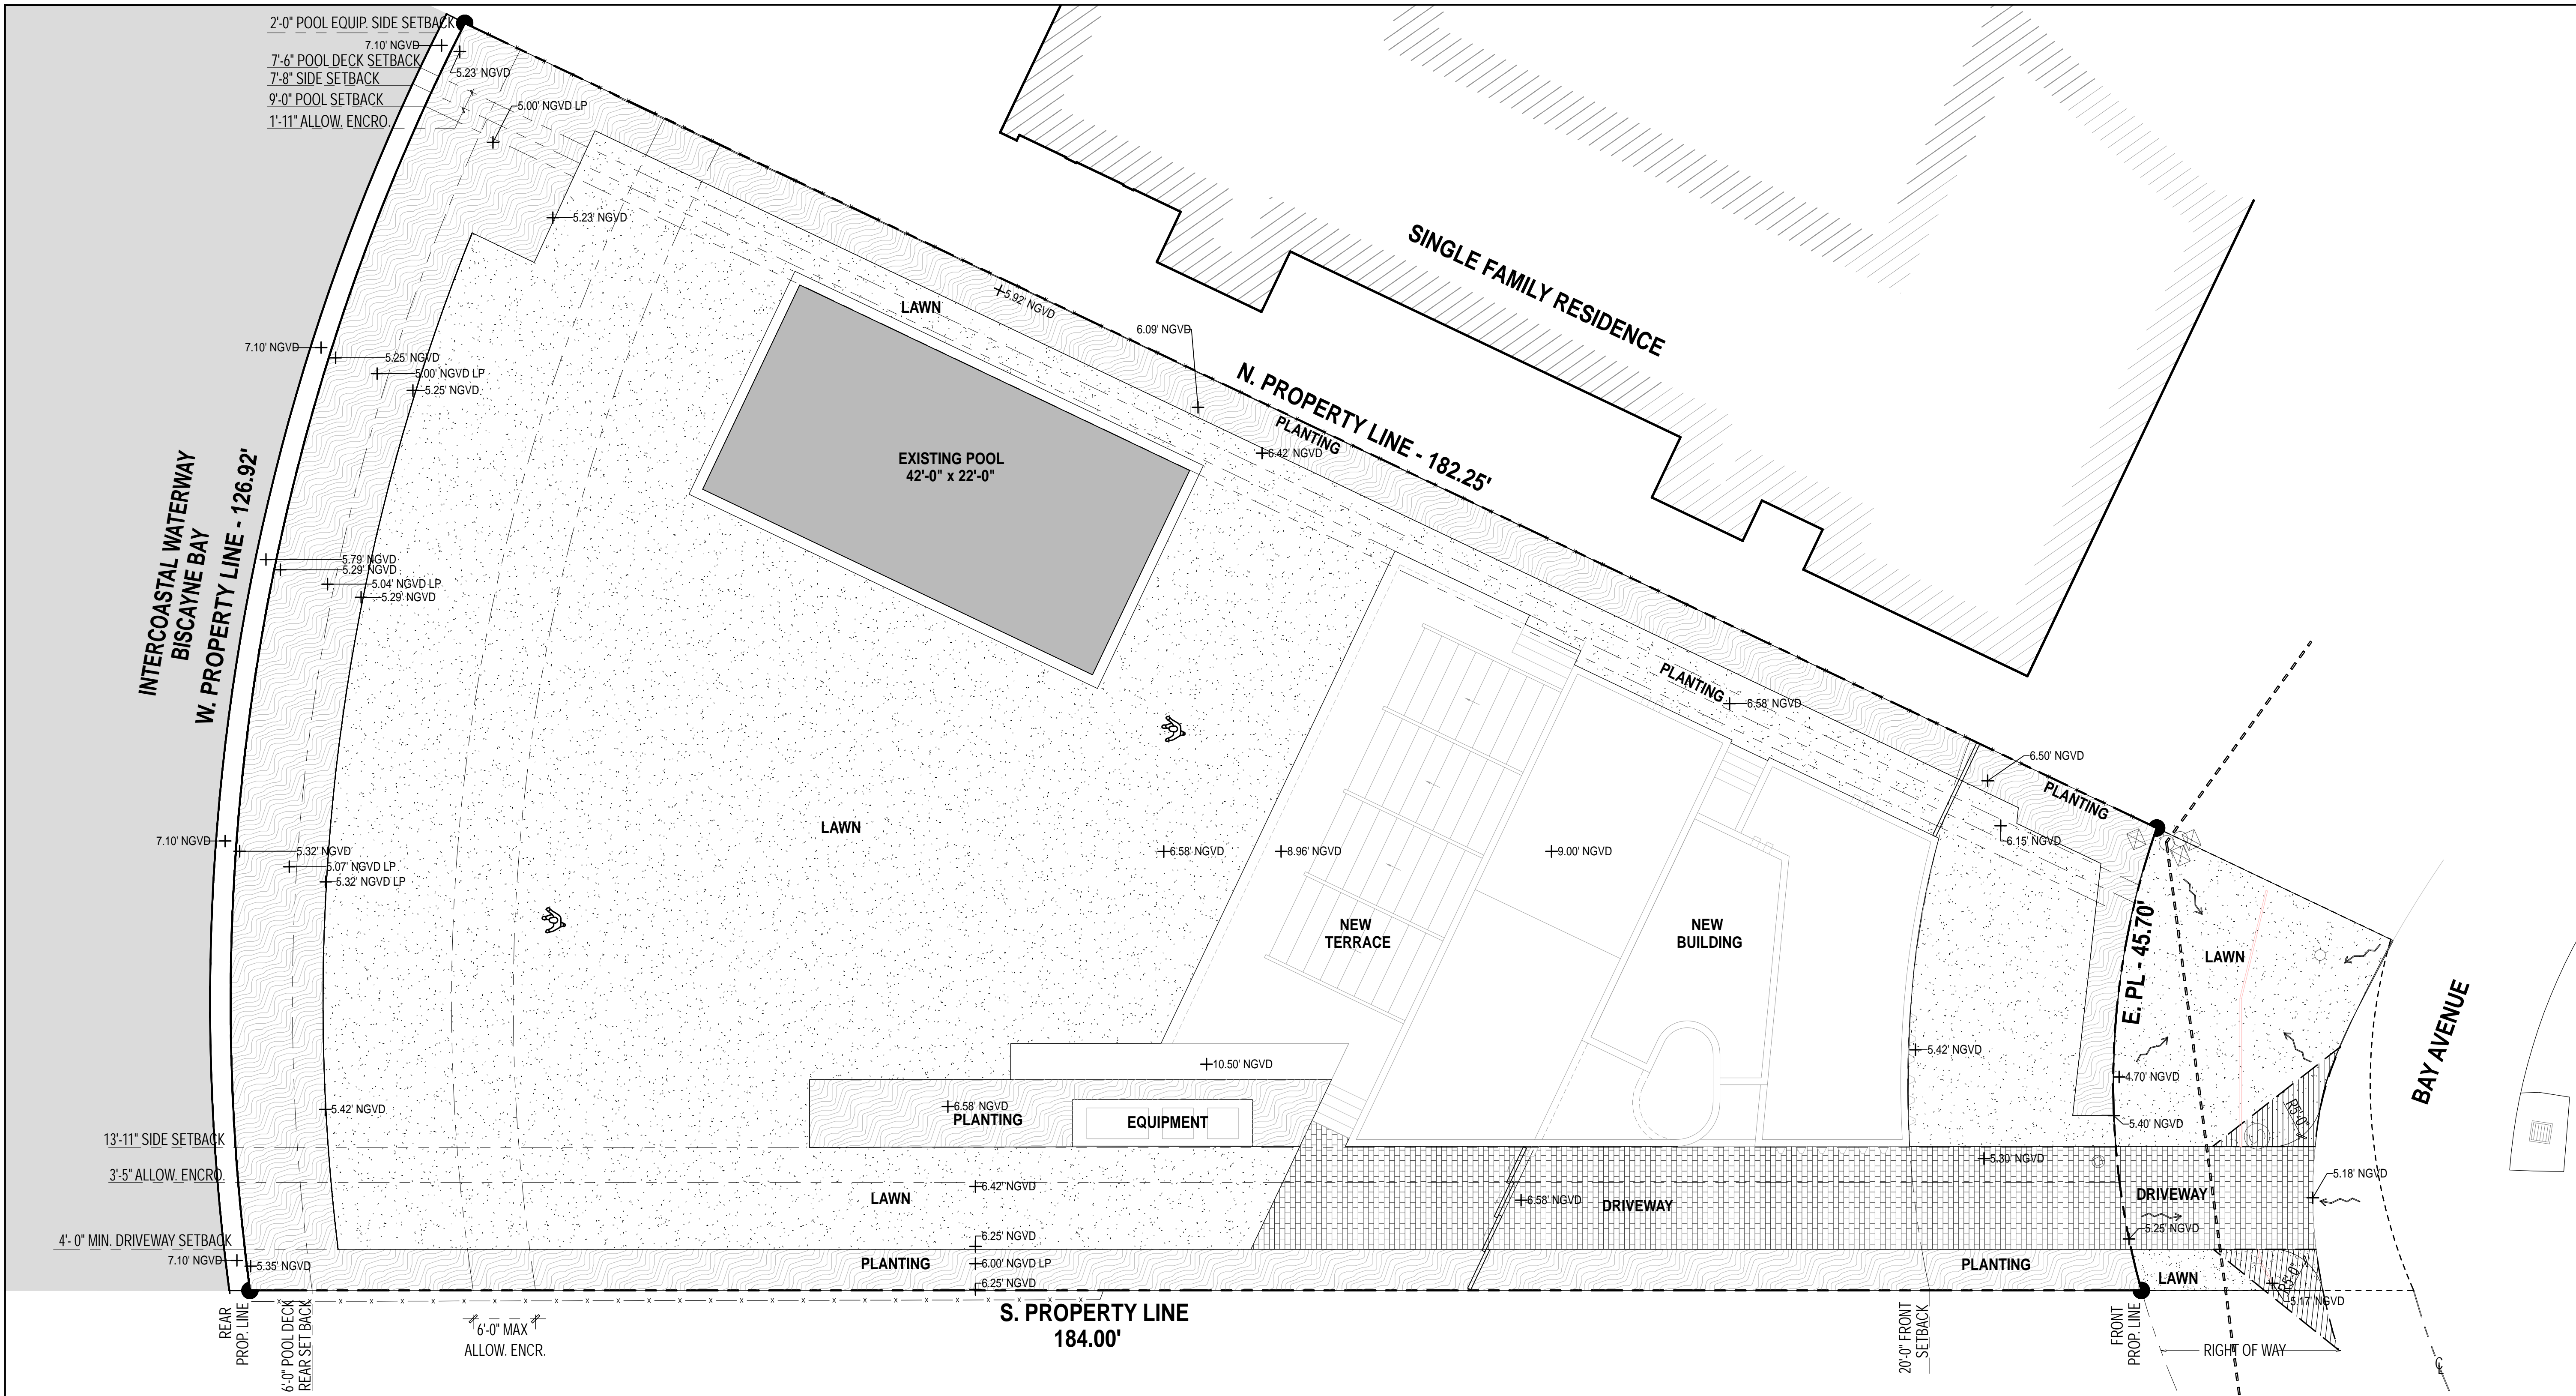 2'-0" POOL EQUIP. SIDE SETBACK
7.10' NGVD
7'-6" POOL DECK SETBACK
5.23' NGVD
7'-8" SIDE SETBACK
9'-0" POOL SETBACK
5.00' NGVD LP
1'-11" ALLOW. ENCRO.
5.23' NGVD
SINGLE FAMILY RESIDENCE
LAWN
5.92' NGVD
6.09' NGVD
7.10' NGVD
5.25' NGVD
5.00' NGVD LP
5.25' NGVD
N. PROPERTY LINE - 182.25'
PLANTING
6.42' NGVD
EXISTING POOL
42'-0" x 22'-0"
INTERCOASTAL WATERWAY
BISCAYNE BAY
W. PROPERTY LINE - 126.92'
5.79' NGVD
5.29' NGVD
5.04' NGVD LP
5.29' NGVD
PLANTING
6.58' NGVD
6.50' NGVD
PLANTING
6.15' NGVD
LAWN
7.10' NGVD
5.32' NGVD
5.07' NGVD LP
5.32' NGVD LP
6.58' NGVD
8.96' NGVD
9.00' NGVD
NEW
TERRACE
NEW
BUILDING
E. PL - 45.70'
LAWN
BAY AVENUE
5.42' NGVD
10.50' NGVD
4.70' NGVD
5.42' NGVD
6.58' NGVD
PLANTING
EQUIPMENT
5.40' NGVD
R5'-0"
13'-11" SIDE SETBACK
5.30' NGVD
3'-5" ALLOW. ENCRO.
6.42' NGVD
LAWN
6.58' NGVD
DRIVEWAY
DRIVEWAY
5.18' NGVD
5.25' NGVD
4'- 0" MIN. DRIVEWAY SETBACK
6.25' NGVD
7.10' NGVD
5.35' NGVD
PLANTING
6.00' NGVD LP
6.25' NGVD
PLANTING
LAWN
R5'-0"
5.17' NGVD
S. PROPERTY LINE
184.00'
REAR
PROP. LINE
6'-0" POOL DECK
REAR SET BACK
6'-0" MAX
ALLOW. ENCR.
20'-0" FRONT
SETBACK
FRONT
PROP. LINE
RIGHT OF WAY
CL